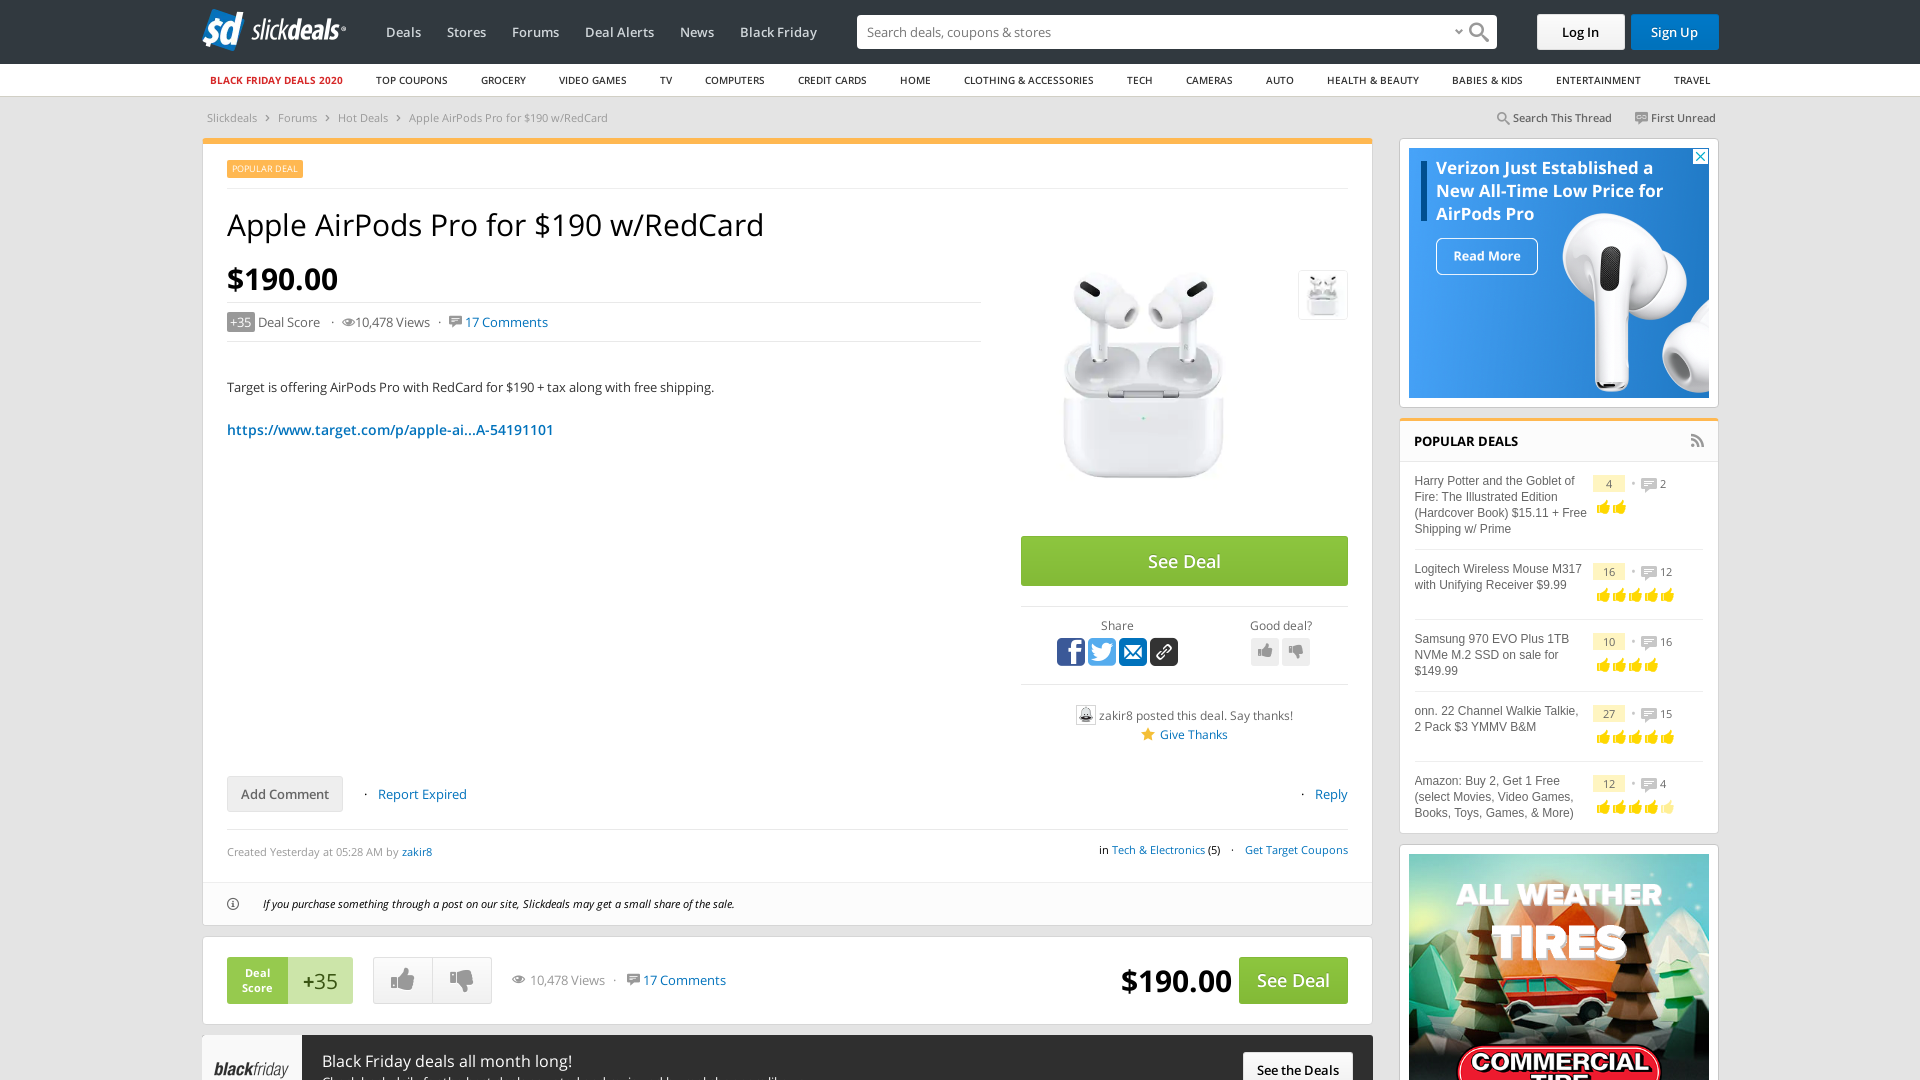 slickdeals
Deals
Stores
Forums
Deal Alerts
News
Black Friday
Search deals, coupons & stores
Log In
Sign Up
BLACK FRIDAY DEALS 2020
TOP COUPONS
GROCERY
VIDEO GAMES
TV
COMPUTERS
CREDIT CARDS
HOME
CLOTHING & ACCESSORIES
TECH
CAMERAS
AUTO
HEALTH & BEAUTY
BABIES & KIDS
ENTERTAINMENT
TRAVEL
Slickdeals › Forums › Hot Deals › Apple AirPods Pro for $190 w/RedCard
Search This Thread
First Unread
POPULAR DEAL
Apple AirPods Pro for $190 w/RedCard
$190.00
+35 Deal Score · 10,478 Views · 17 Comments
Target is offering AirPods Pro with RedCard for $190 + tax along with free shipping.
https://www.target.com/p/apple-ai...A-54191101
See Deal
Share
Good deal?
zakir8 posted this deal. Say thanks!
Give Thanks
Add Comment · Report Expired
· Reply
Created Yesterday at 05:28 AM by zakir8
in Tech & Electronics (5) · Get Target Coupons
If you purchase something through a post on our site, Slickdeals may get a small share of the sale.
Deal
Score
+35
10,478 Views · 17 Comments
$190.00
See Deal
blackfriday
Black Friday deals all month long!
See the Deals
Verizon Just Established a
New All-Time Low Price for
AirPods Pro
Read More
POPULAR DEALS
Harry Potter and the Goblet of
Fire: The Illustrated Edition
(Hardcover Book) $15.11 + Free
Shipping w/ Prime
4 • 2
Logitech Wireless Mouse M317
with Unifying Receiver $9.99
16 • 12
Samsung 970 EVO Plus 1TB
NVMe M.2 SSD on sale for
$149.99
10 • 16
onn. 22 Channel Walkie Talkie,
2 Pack $3 YMMV B&M
27 • 15
Amazon: Buy 2, Get 1 Free
(select Movies, Video Games,
Books, Toys, Games, & More)
12 • 4
ALL WEATHER
TIRES
COMMERCIAL
TIRE